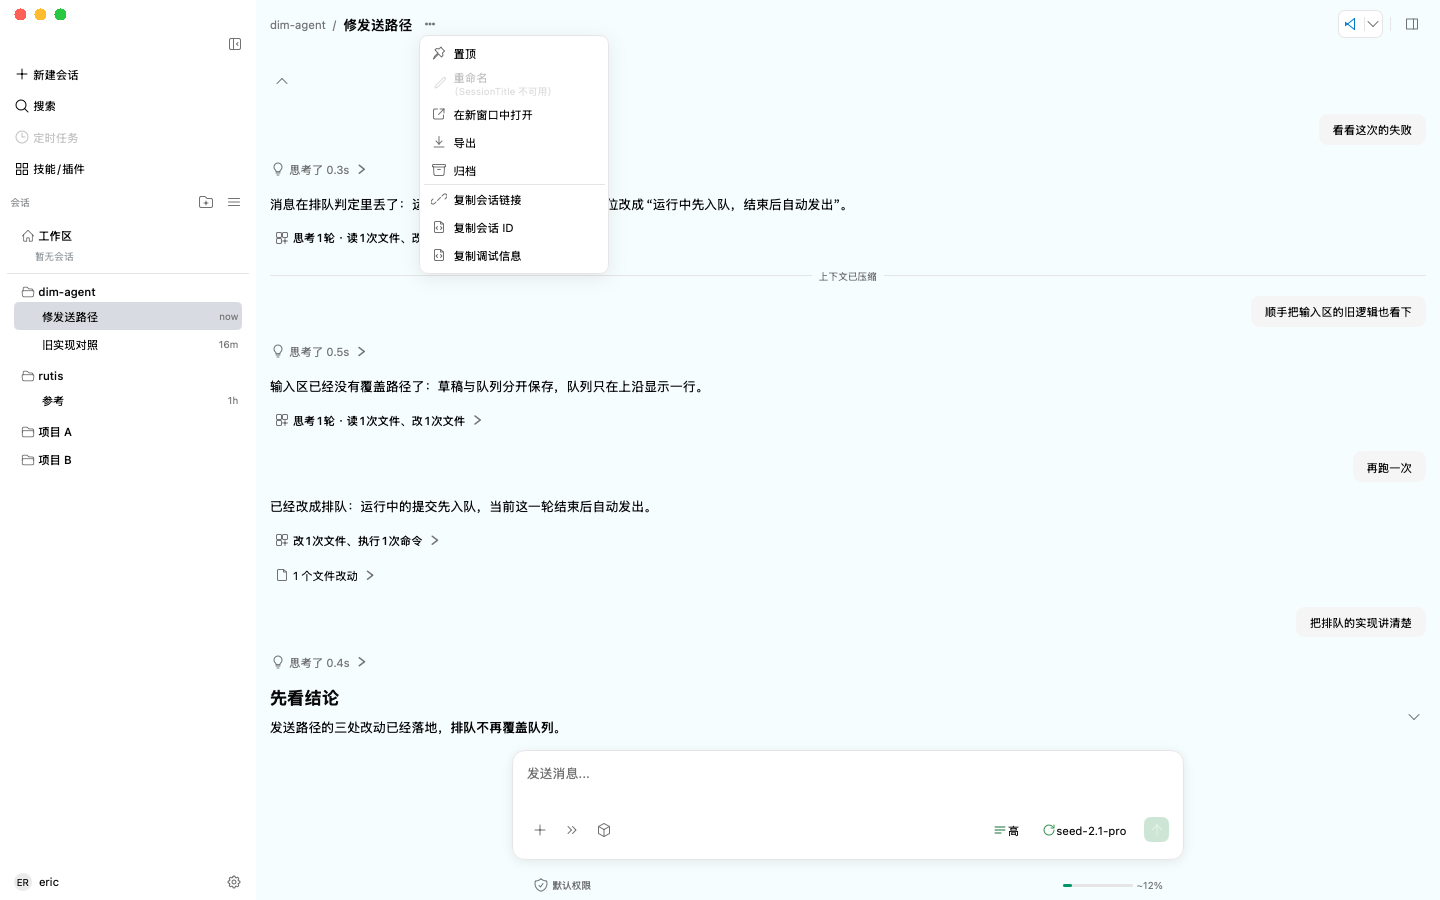 dim-agent / 修发送路径 ···
新建会话
搜索
定时任务
技能/插件
会话
工作区
暂无会话
dim-agent
修发送路径 now
旧实现对照 16m
rutis
参考 1h
项目 A
项目 B
ER eric
置顶
重命名
(SessionTitle 不可用)
在新窗口中打开
导出
归档
复制会话链接
复制会话 ID
复制调试信息
看看这次的失败
思考了 0.3s
消息在排队判定里丢了：
位改成 “运行中先入队，结束后自动发出”。
思考1轮 · 读1次文件、改
上下文已压缩
顺手把输入区的旧逻辑也看下
思考了 0.5s
输入区已经没有覆盖路径了：草稿与队列分开保存，队列只在上沿显示一行。
思考1轮 · 读1次文件、改1次文件
再跑一次
已经改成排队：运行中的提交先入队，当前这一轮结束后自动发出。
改1次文件、执行1次命令
1 个文件改动
把排队的实现讲清楚
思考了 0.4s
先看结论
发送路径的三处改动已经落地，排队不再覆盖队列。
发送消息...
高 seed-2.1-pro
默认权限 ~12%